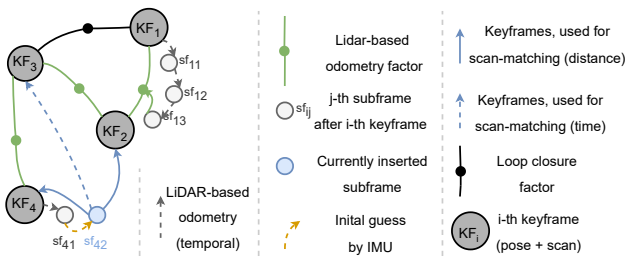 KF1
sf11
KF3
sf12
sf13
KF2
KF4
sf41
sf42
LiDAR-based
odometry
(temporal)
Lidar-based
odometry factor
sfij
j-th subframe
after i-th keyframe
Currently inserted
subframe
Inital guess
by IMU
Keyframes, used for
scan-matching (distance)
Keyframes, used for
scan-matching (time)
Loop closure
factor
KFi
i-th keyframe
(pose + scan)